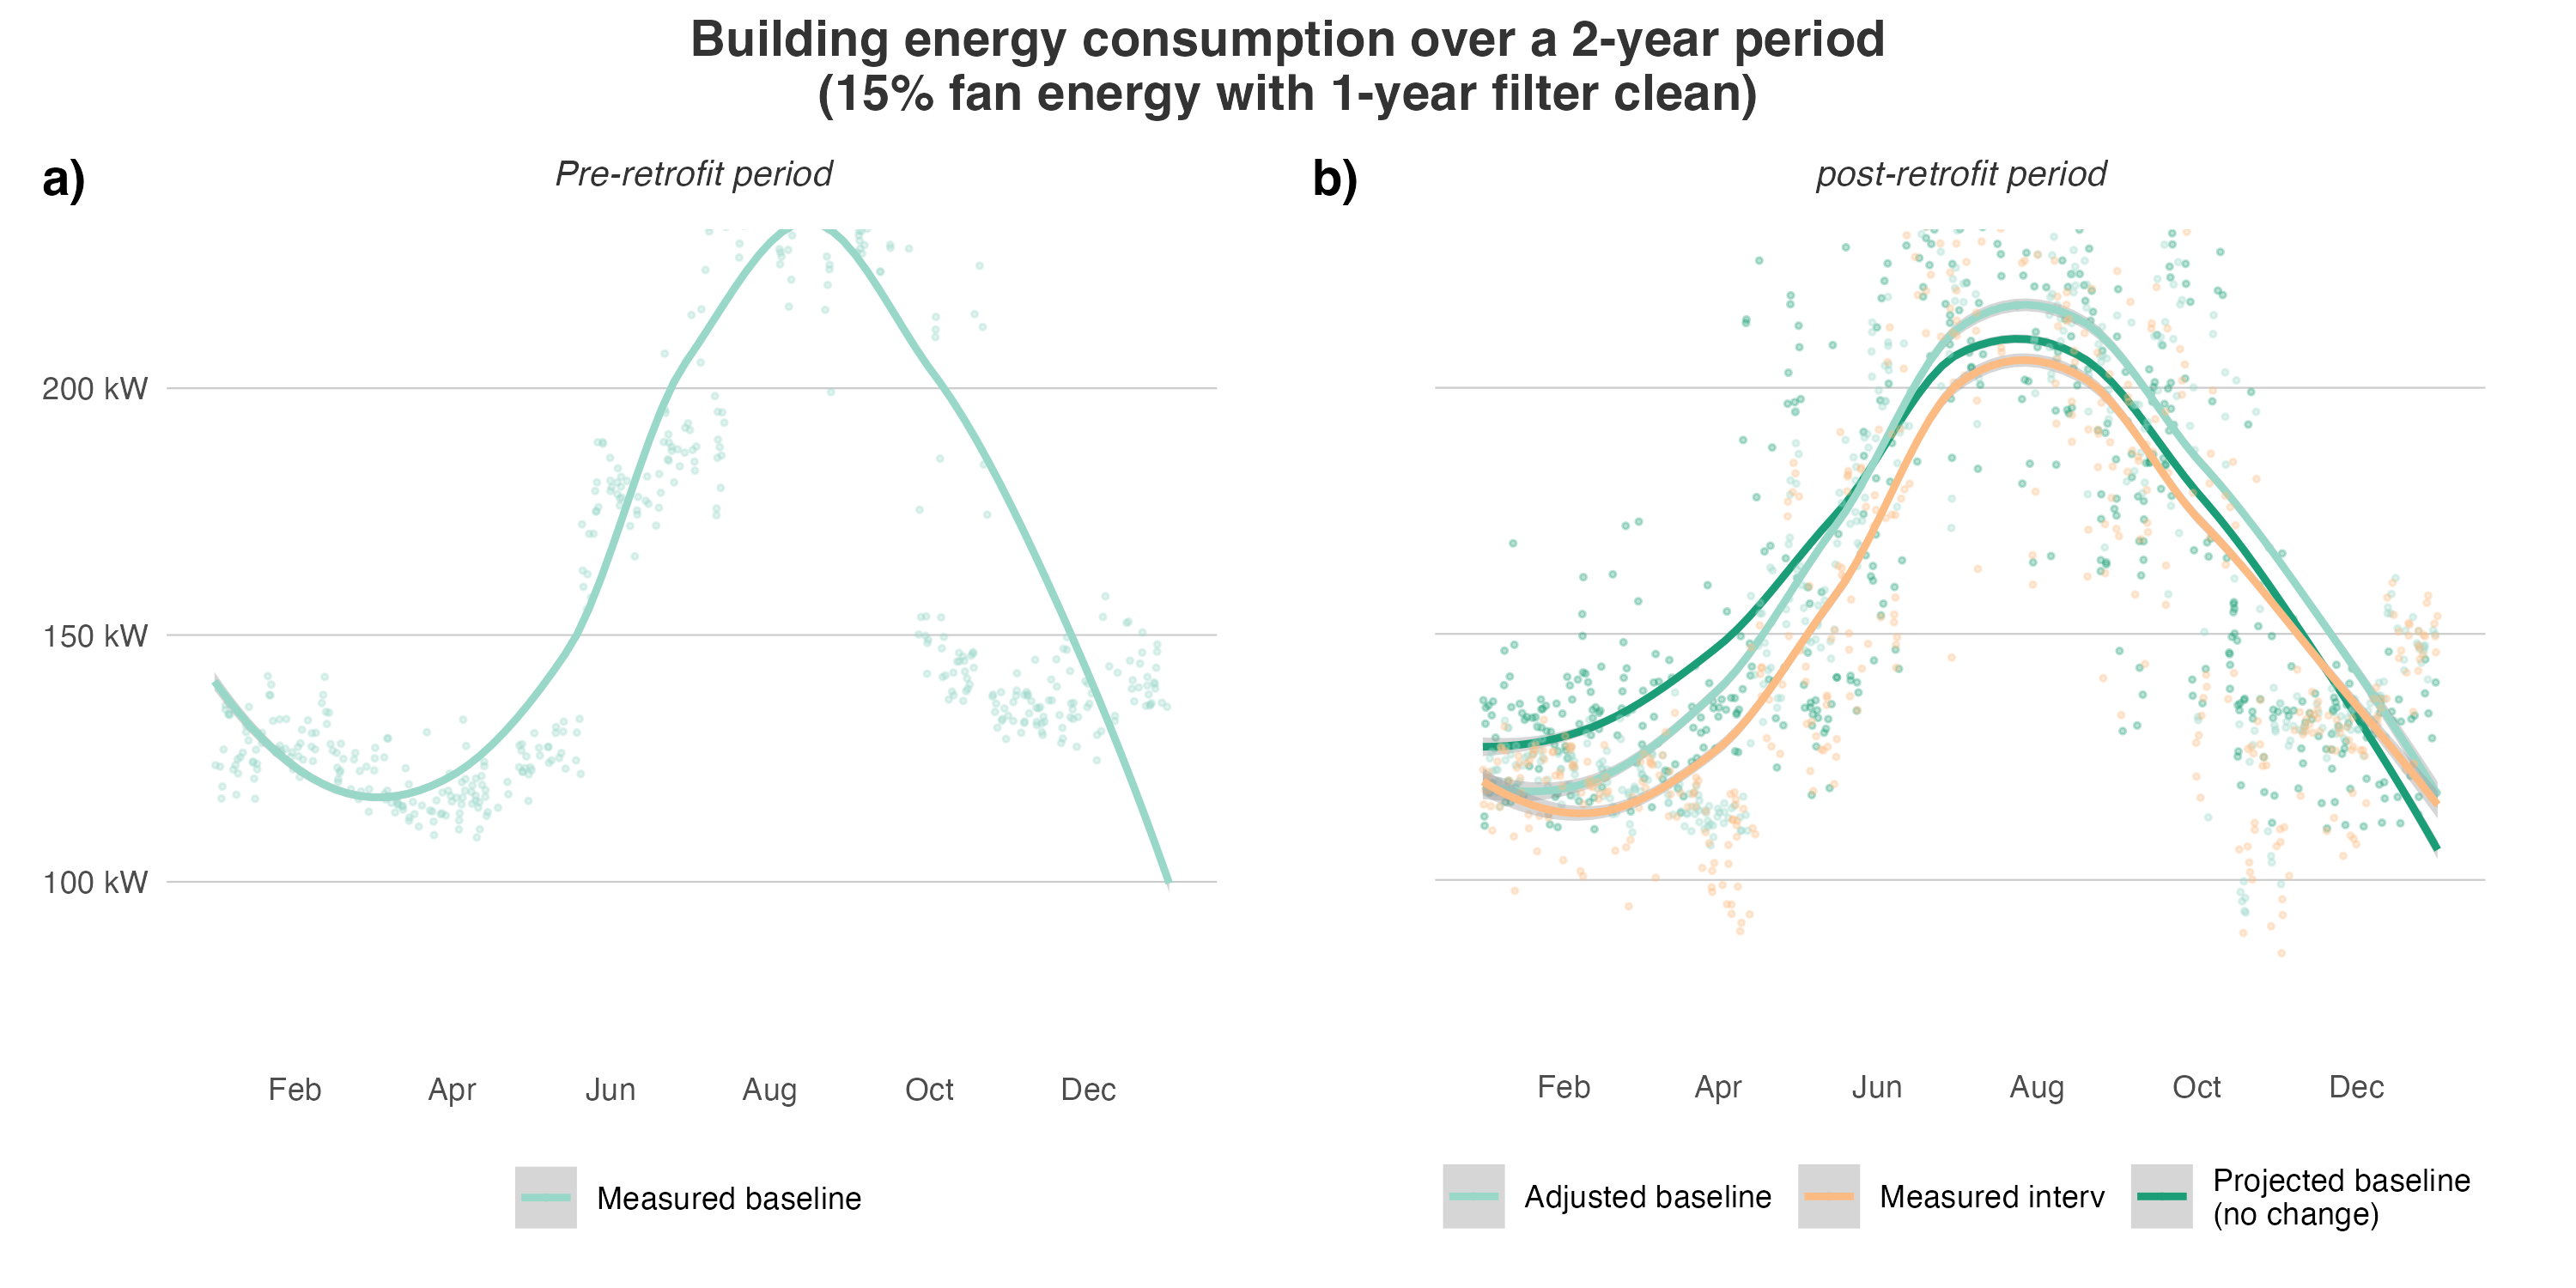 Building energy consumption over a 2-year period
(15% fan energy with 1-year filter clean)
a)
Pre-retrofit period
200 kW
150 kW
100 kW
Feb Apr Jun Aug Oct Dec
Measured baseline
b)
post-retrofit period
Feb Apr Jun Aug Oct Dec
Adjusted baseline
Measured interv
Projected baseline
(no change)